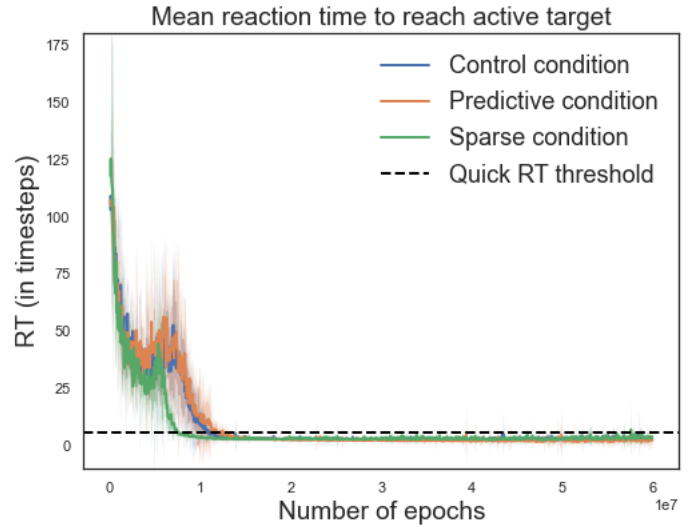 Mean reaction time to reach active target
RT (in timesteps)
175
150
125
100
75
50
25
0
Control condition
Predictive condition
Sparse condition
Quick RT threshold
0
1
2
3
4
5
6
1e7
Number of epochs